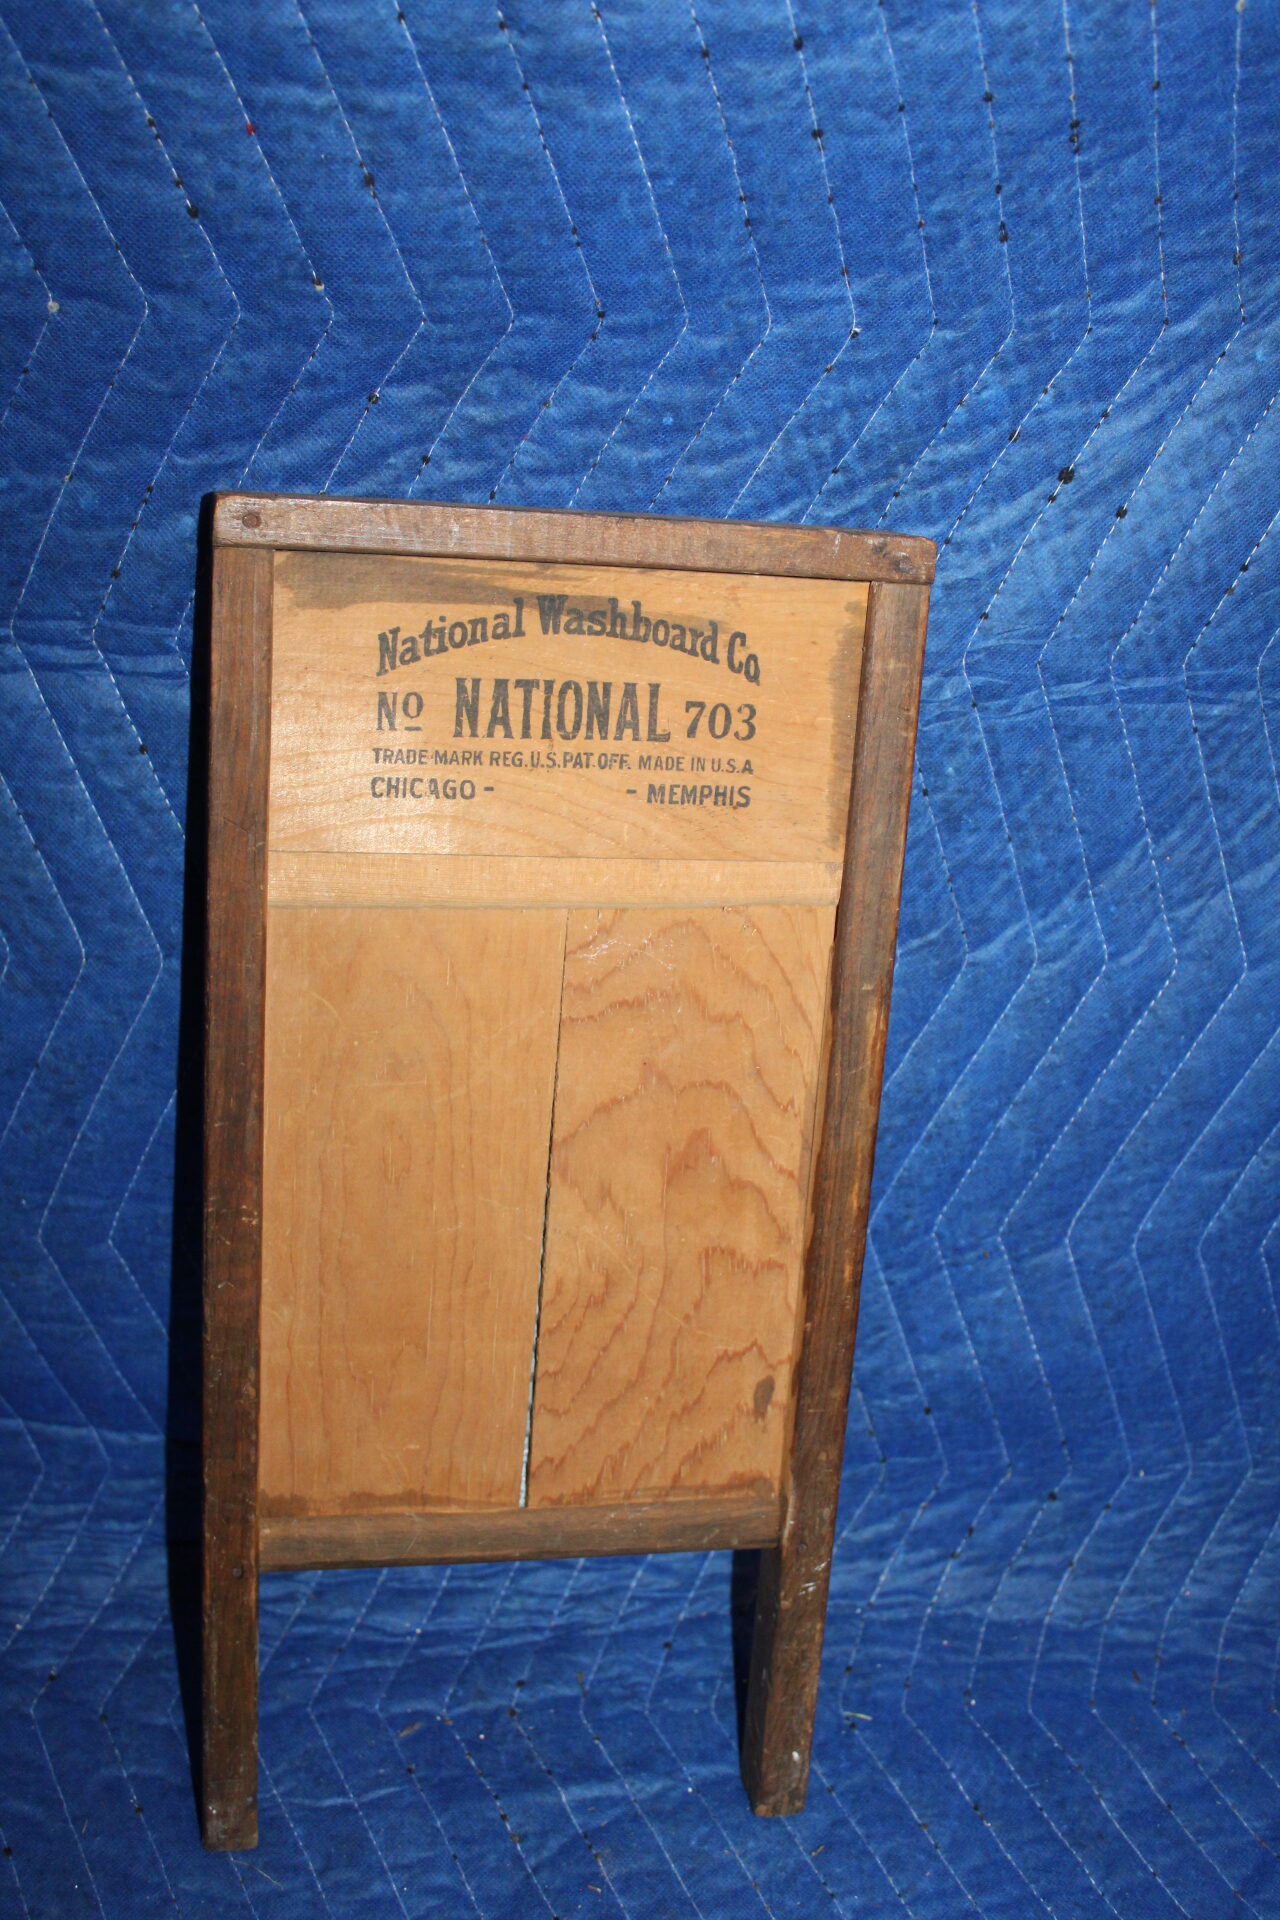 National Washboard Co
No NATIONAL 703
TRADE-MARK REG. U.S. PAT. OFF. MADE IN U.S.A
CHICAGO - - MEMPHIS